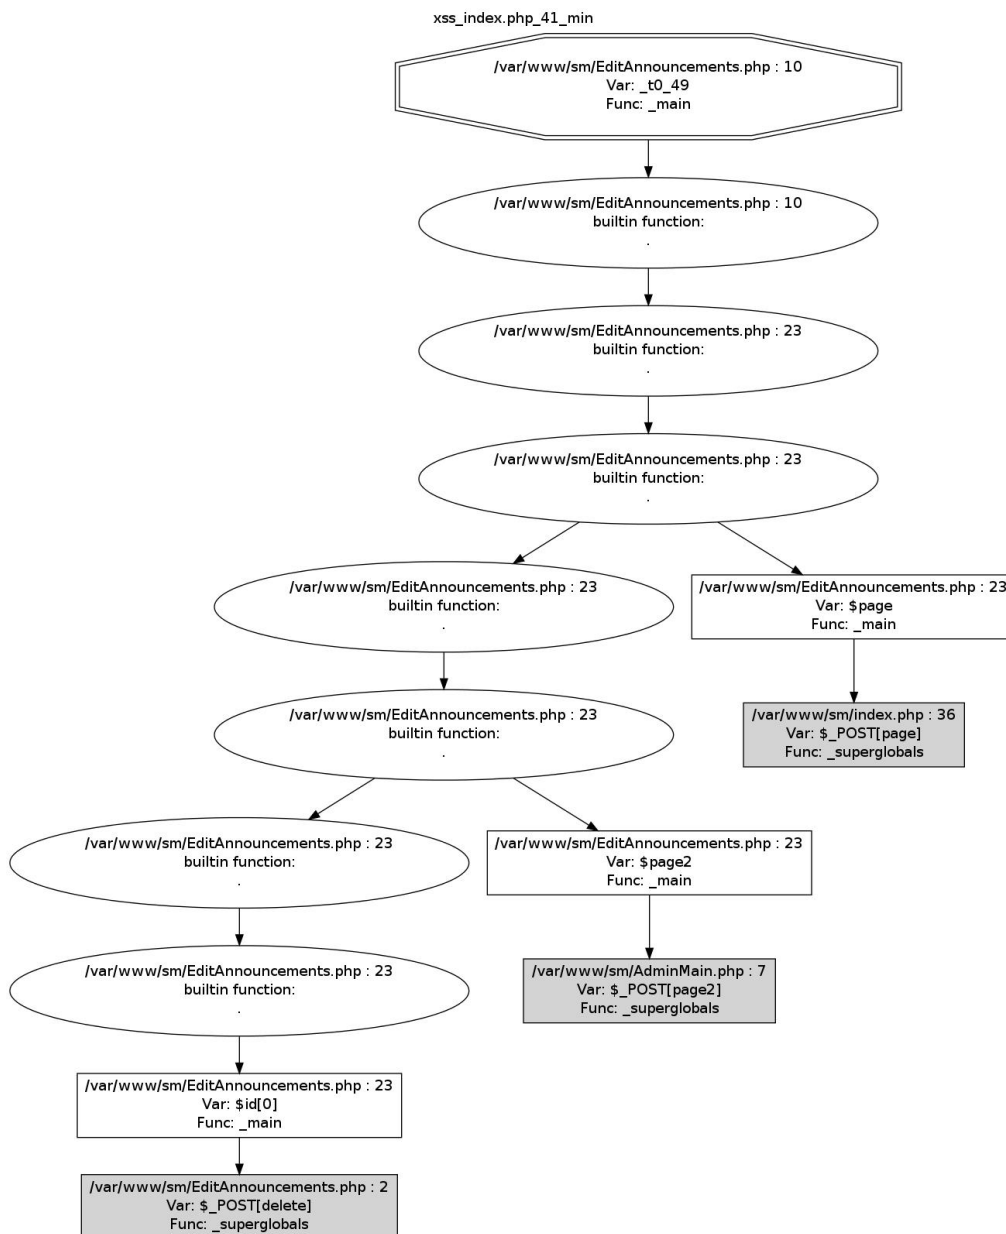 xss_index.php_41_min
/var/www/sm/EditAnnouncements.php : 10
Var: _t0_49
Func: _main
/var/www/sm/EditAnnouncements.php : 10
builtin function:
.
/var/www/sm/EditAnnouncements.php : 23
builtin function:
.
/var/www/sm/EditAnnouncements.php : 23
builtin function:
.
/var/www/sm/EditAnnouncements.php : 23
builtin function:
.
/var/www/sm/EditAnnouncements.php : 23
Var: $page
Func: _main
/var/www/sm/EditAnnouncements.php : 23
builtin function:
.
/var/www/sm/index.php : 36
Var: $_POST[page]
Func: _superglobals
/var/www/sm/EditAnnouncements.php : 23
builtin function:
.
/var/www/sm/EditAnnouncements.php : 23
Var: $page2
Func: _main
/var/www/sm/EditAnnouncements.php : 23
builtin function:
.
/var/www/sm/AdminMain.php : 7
Var: $_POST[page2]
Func: _superglobals
/var/www/sm/EditAnnouncements.php : 23
Var: $id[0]
Func: _main
/var/www/sm/EditAnnouncements.php : 2
Var: $_POST[delete]
Func: _superglobals